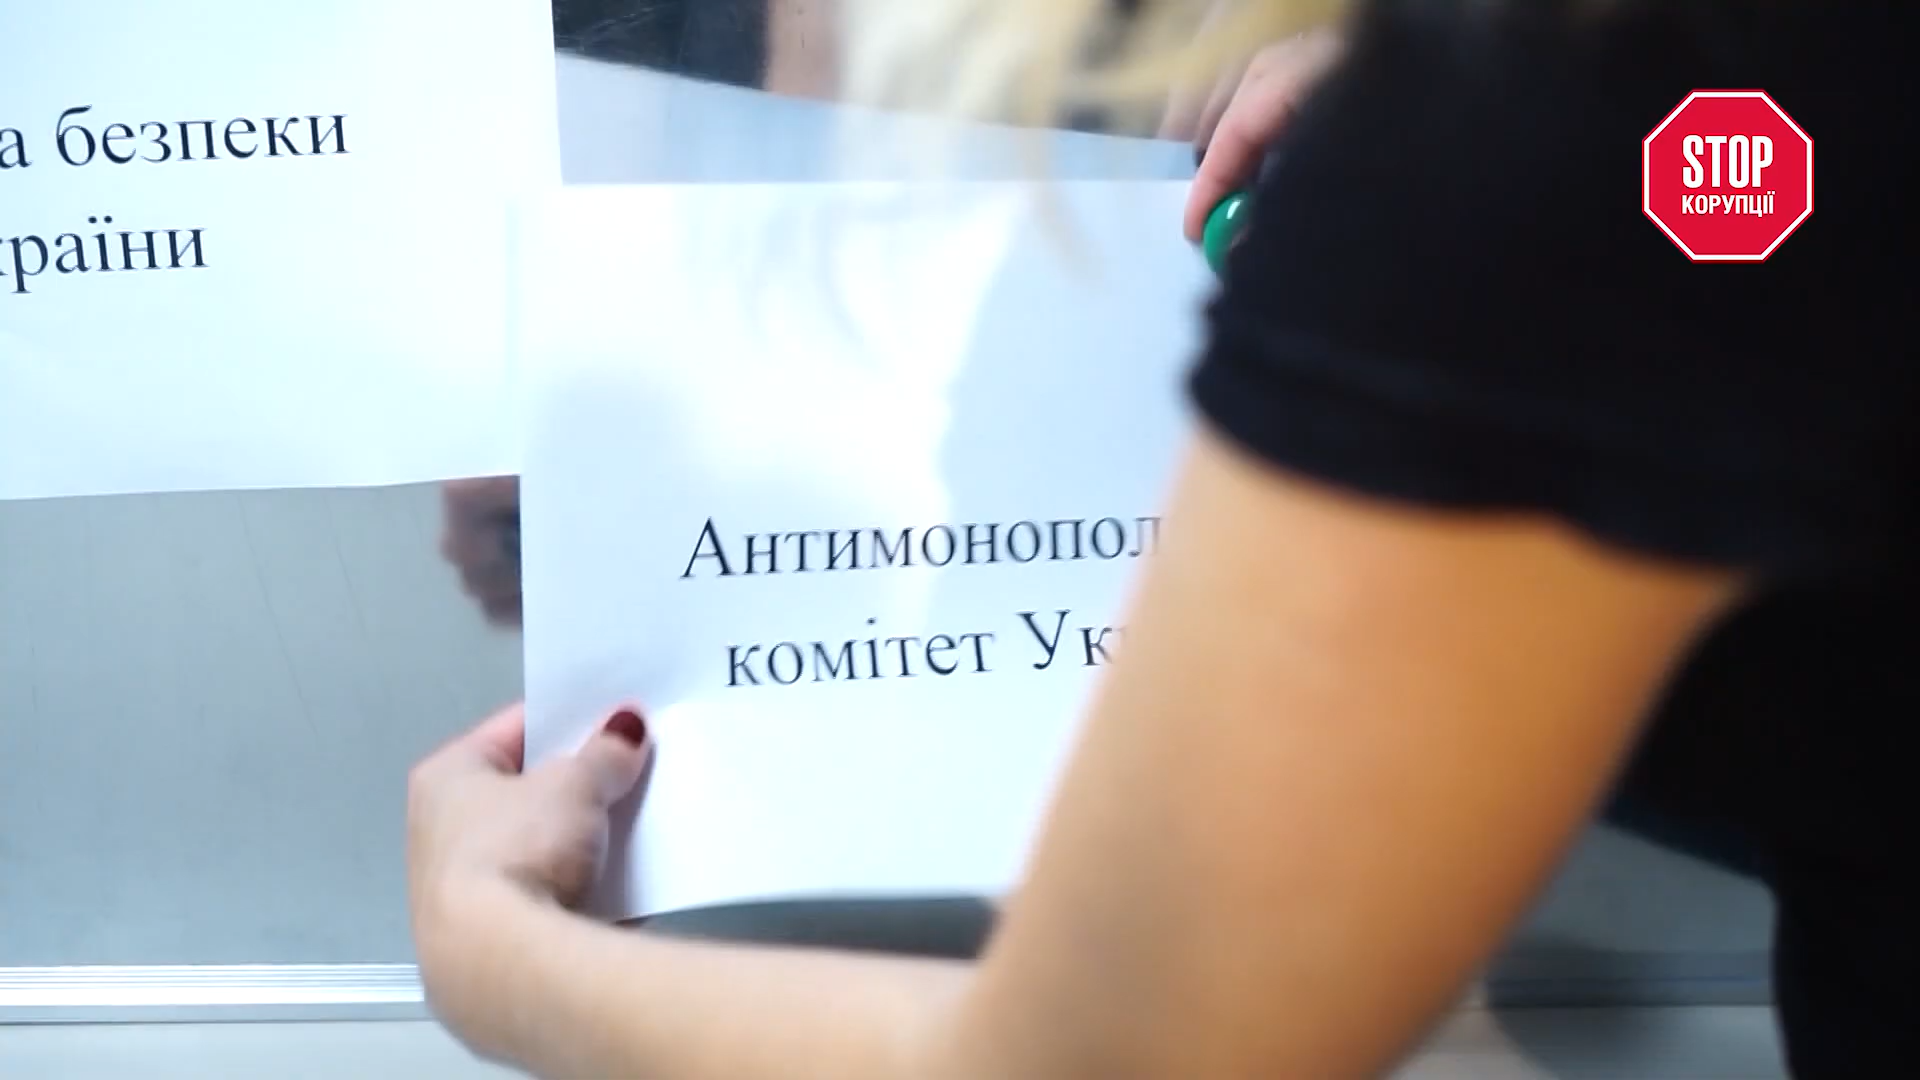 а безпеки
країни
Антимонопол
комітет Ук
STOP
КОРУПЦІЇ